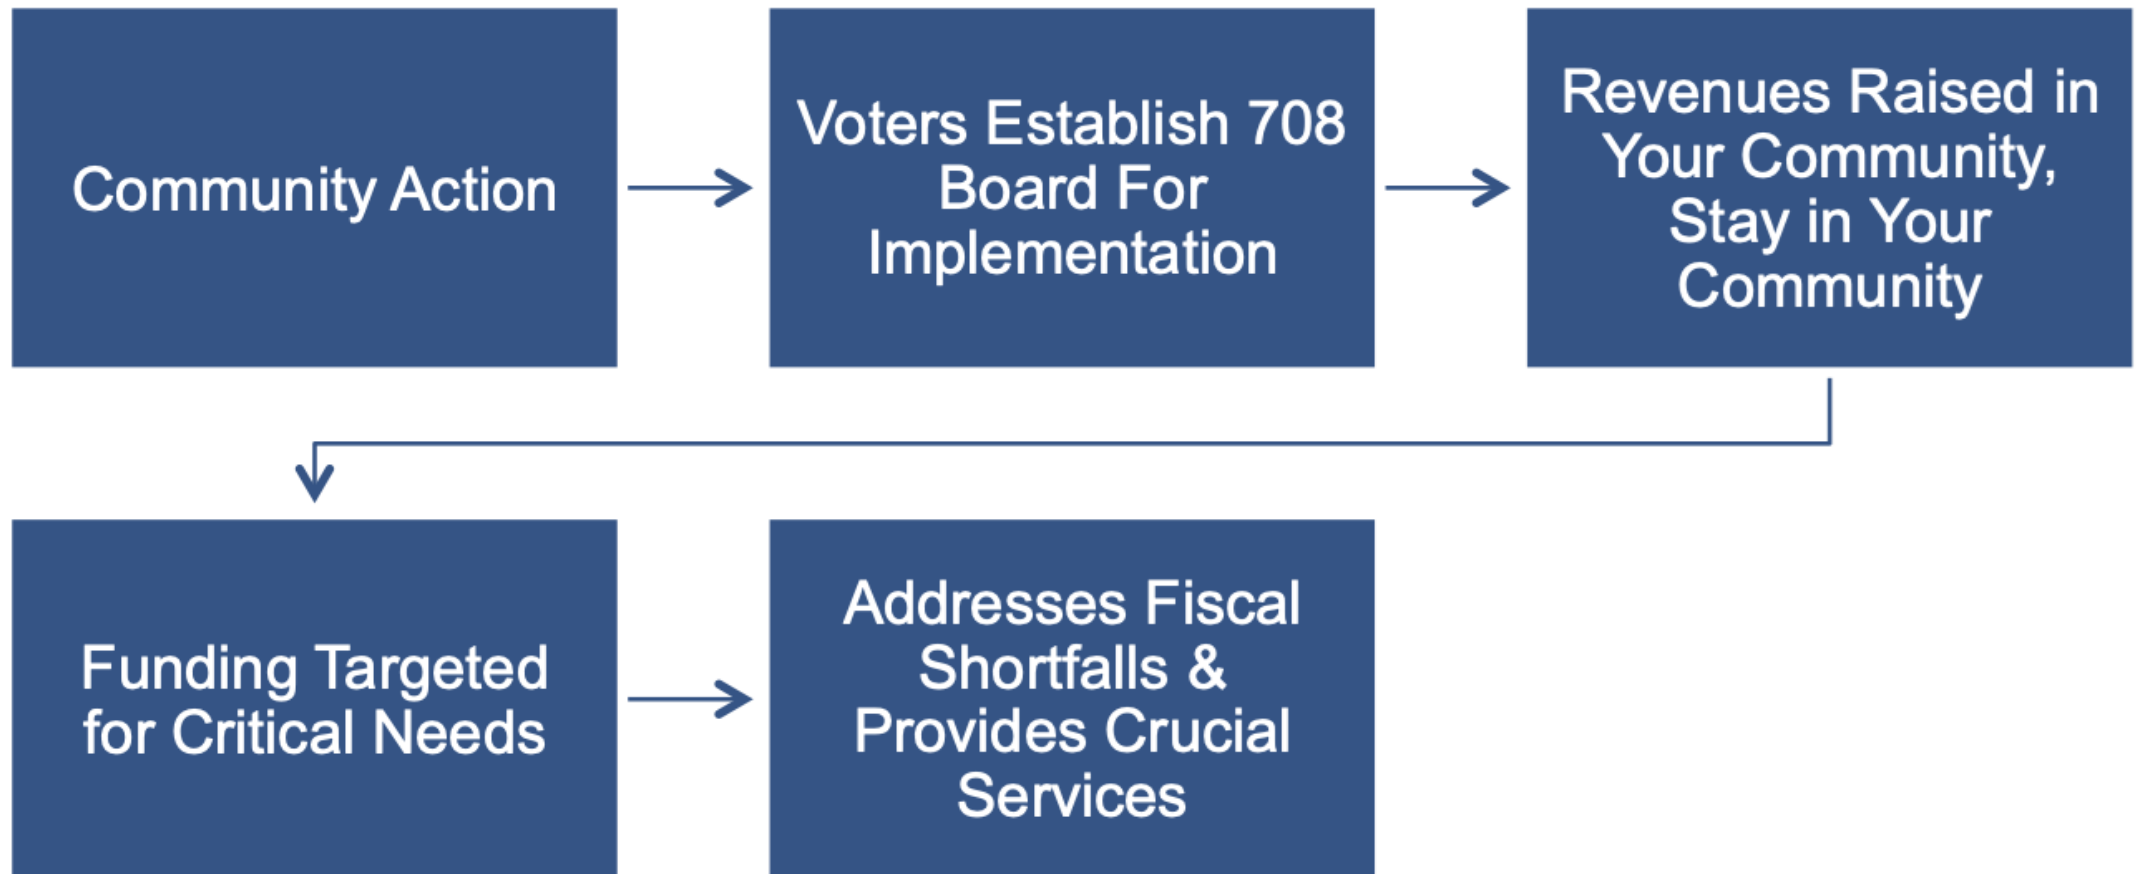 Community Action
Voters Establish 708
Board For
Implementation
Revenues Raised in
Your Community,
Stay in Your
Community
Funding Targeted
for Critical Needs
Addresses Fiscal
Shortfalls &
Provides Crucial
Services